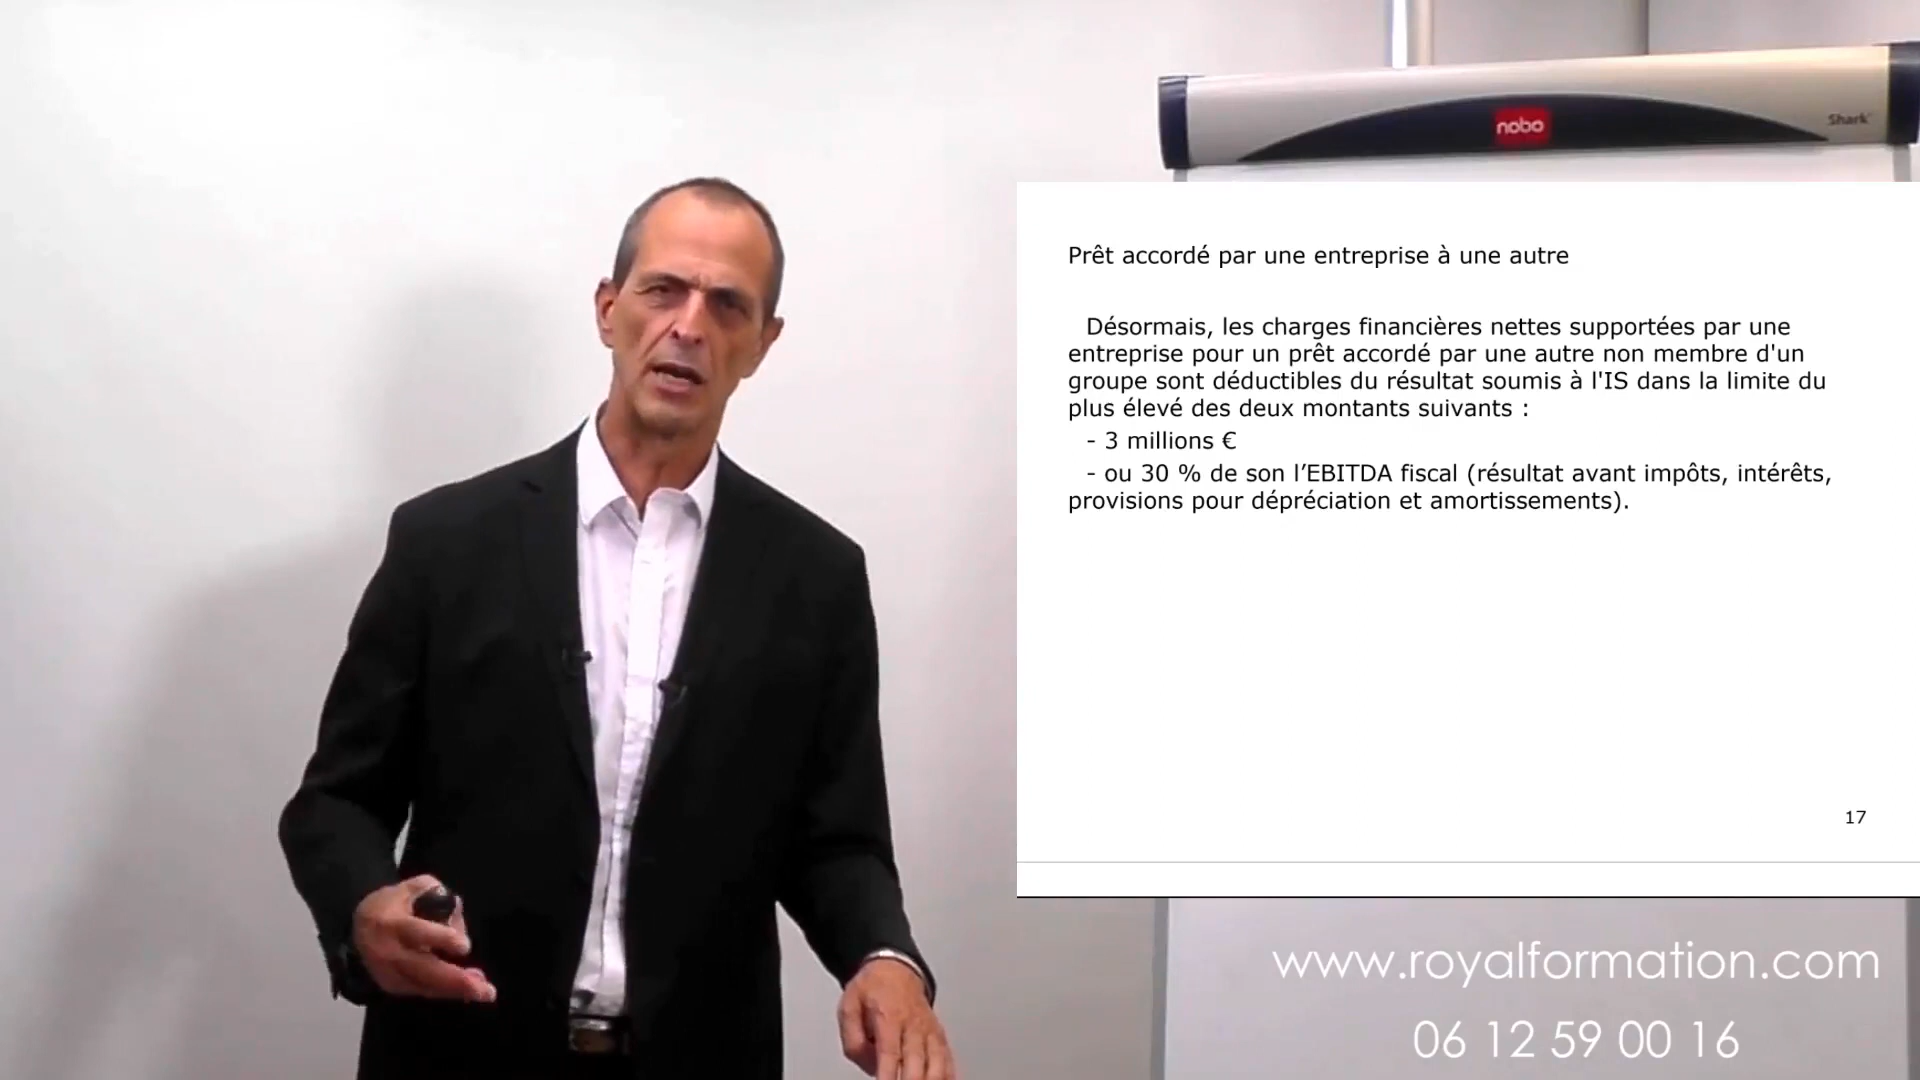 nobo
Shark
Prêt accordé par une entreprise à une autre
Désormais, les charges financières nettes supportées par une
entreprise pour un prêt accordé par une autre non membre d'un
groupe sont déductibles du résultat soumis à l'IS dans la limite du
plus élevé des deux montants suivants :
- 3 millions €
- ou 30 % de son l’EBITDA fiscal (résultat avant impôts, intérêts,
provisions pour dépréciation et amortissements).
17
www.royalformation.com
06 12 59 00 16